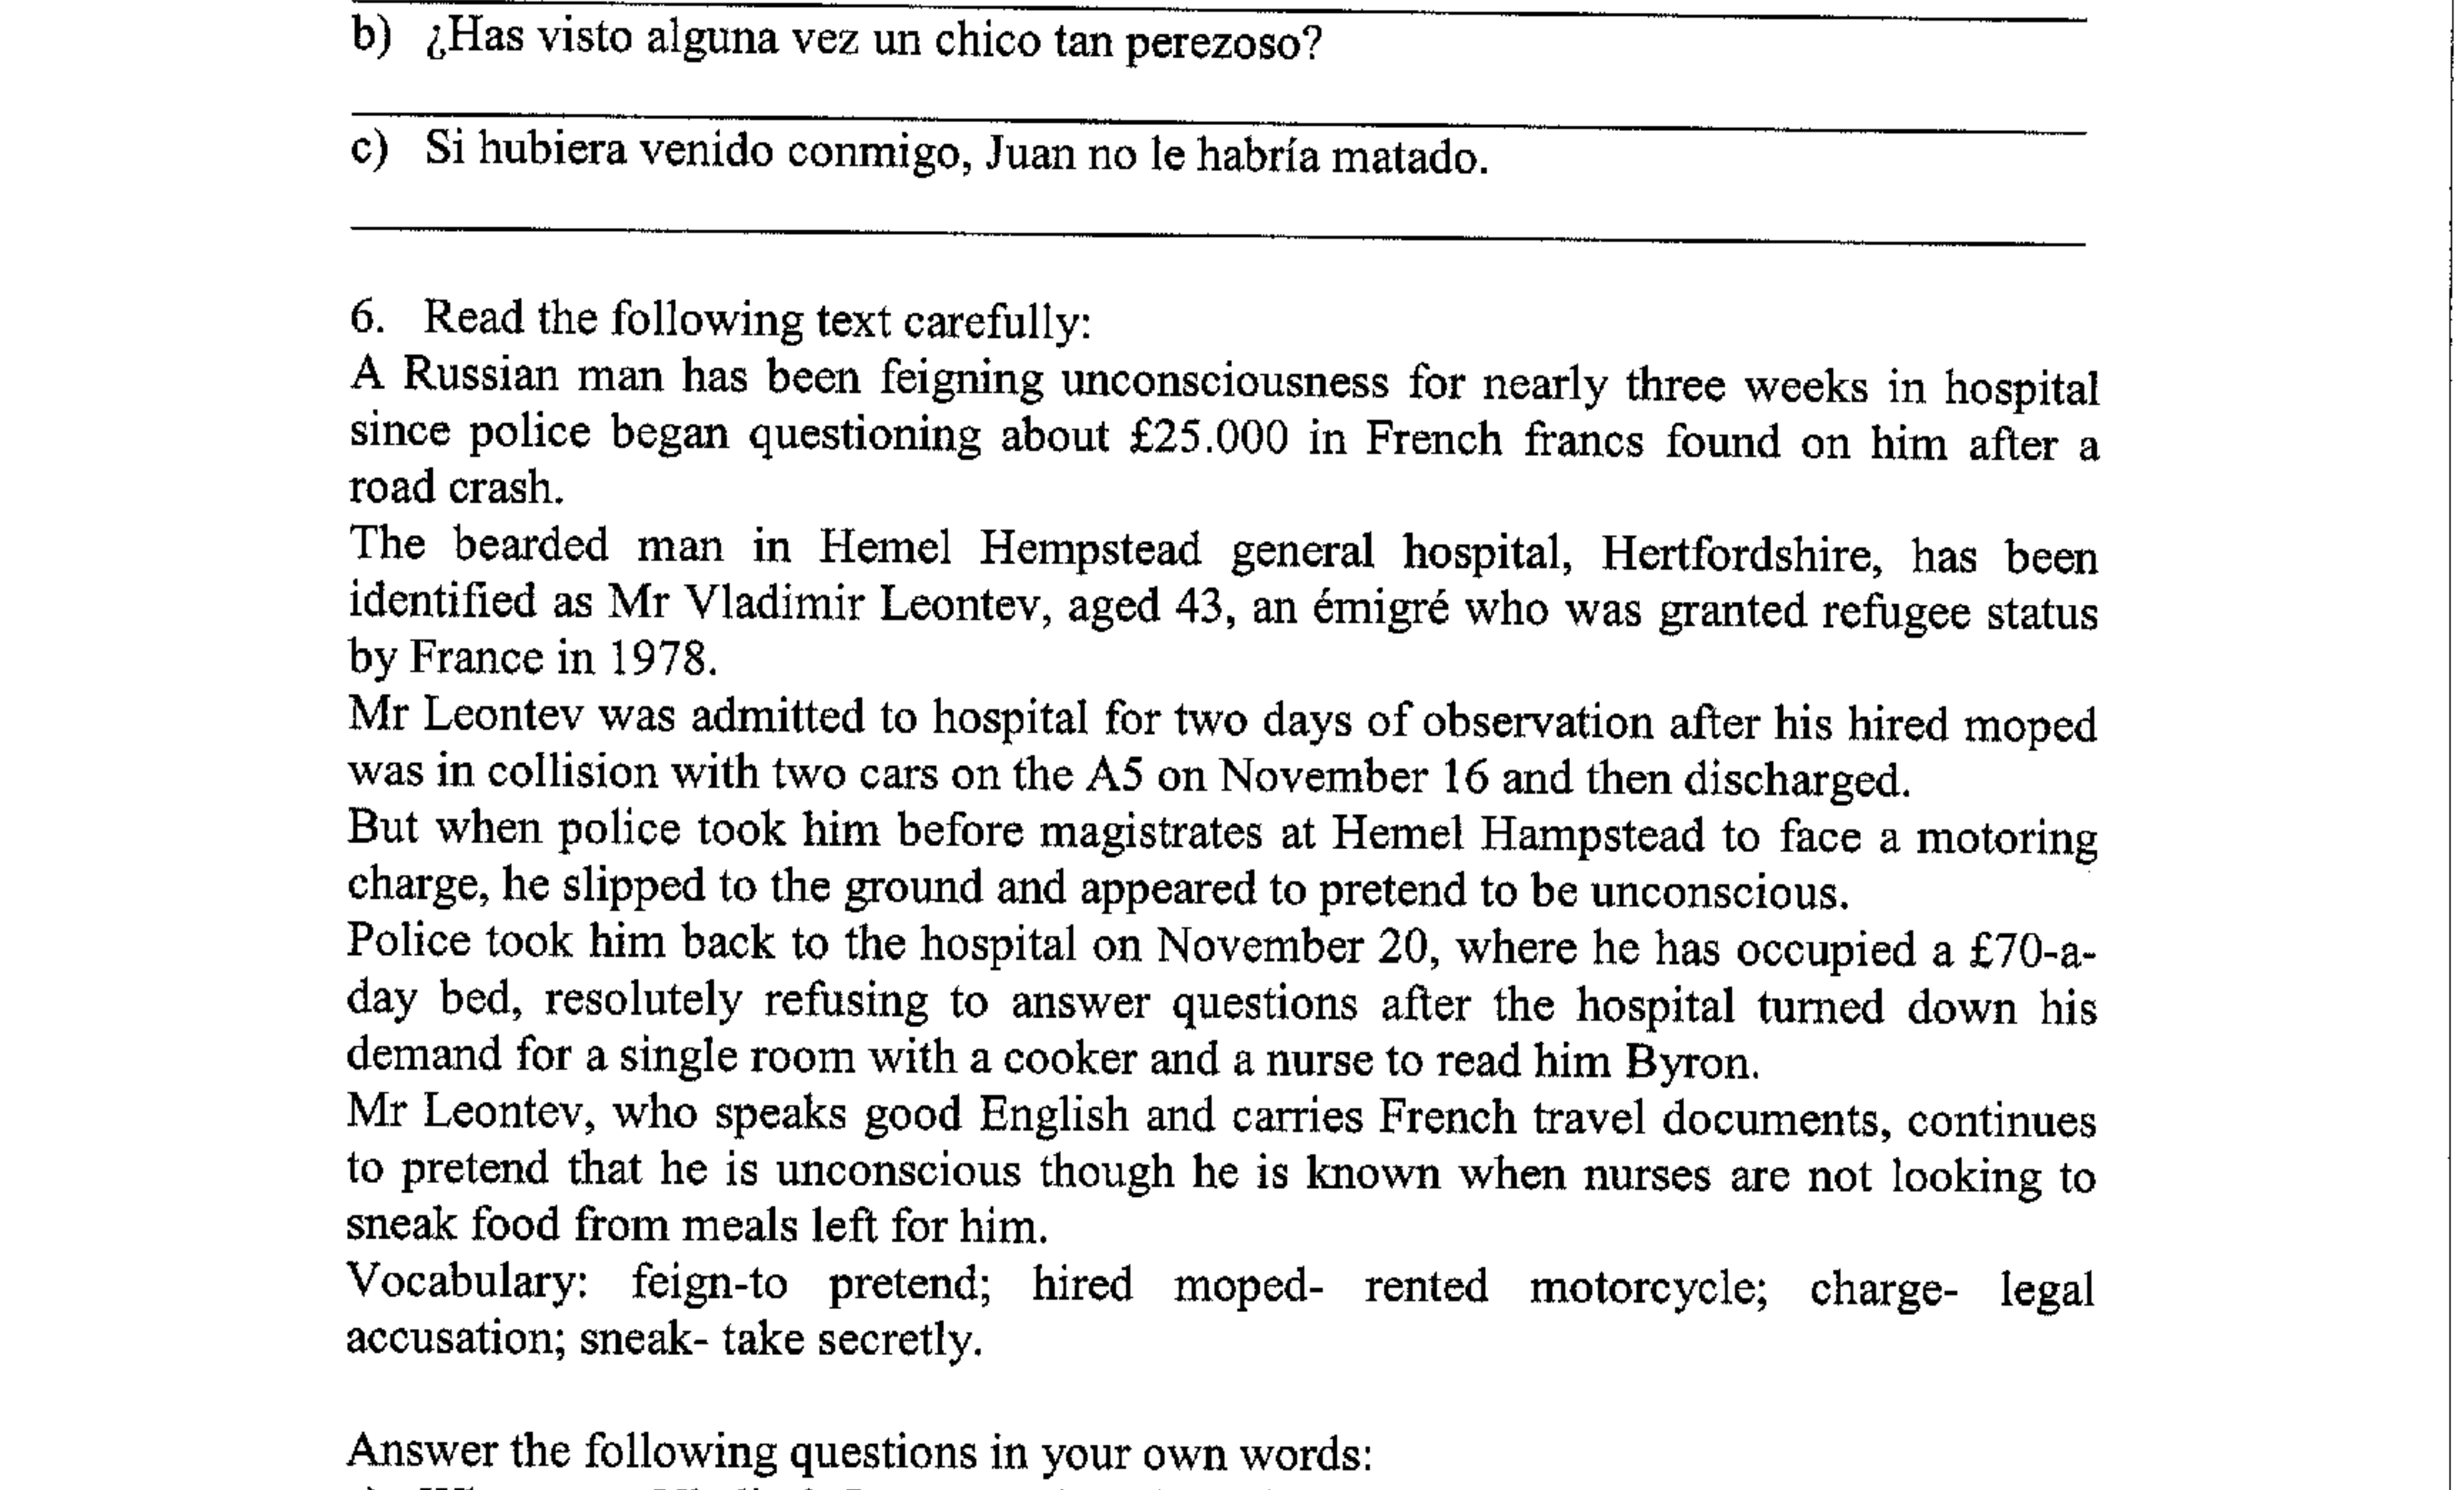 b) ¿Has visto alguna vez un chico tan perezoso?
c) Si hubiera venido conmigo, Juan no le habría matado.
6. Read the following text carefully:
A Russian man has been feigning unconsciousness for nearly three weeks in hospital
since police began questioning about £25.000 in French francs found on him after a
road crash.
The bearded man in Hemel Hempstead general hospital, Hertfordshire, has been
identified as Mr Vladimir Leontev, aged 43, an émigré who was granted refugee status
by France in 1978.
Mr Leontev was admitted to hospital for two days of observation after his hired moped
was in collision with two cars on the A5 on November 16 and then discharged.
But when police took him before magistrates at Hemel Hampstead to face a motoring
charge, he slipped to the ground and appeared to pretend to be unconscious.
Police took him back to the hospital on November 20, where he has occupied a £70-a-
day bed, resolutely refusing to answer questions after the hospital turned down his
demand for a single room with a cooker and a nurse to read him Byron.
Mr Leontev, who speaks good English and carries French travel documents, continues
to pretend that he is unconscious though he is known when nurses are not looking to
sneak food from meals left for him.
Vocabulary: feign-to pretend; hired moped- rented motorcycle; charge- legal
accusation; sneak- take secretly.
Answer the following questions in your own words: